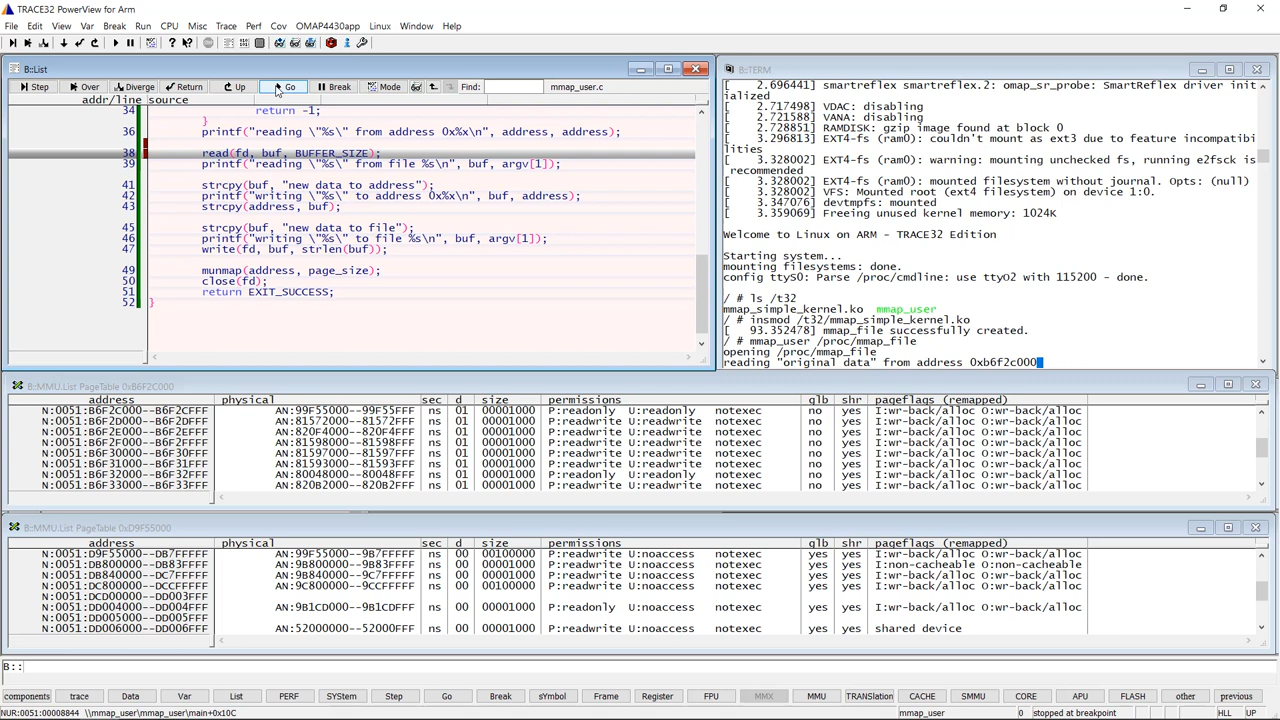 TRACE32 PowerView for Arm
File Edit View Var Break Run CPU Misc Trace Perf Cov OMAP4430app Linux Window Help
B::List
Step Over Diverge Return Up Go Break Mode Find: mmap_user.c
addr/line source
34 return -1;
}
36 printf("reading \"%s\" from address 0x%x\n", address, address);
38 read(fd, buf, BUFFER_SIZE);
39 printf("reading \"%s\" from file %s\n", buf, argv[1]);
41 strcpy(buf, "new data to address");
42 printf("writing \"%s\" to address 0x%x\n", buf, address);
43 strcpy(address, buf);
45 strcpy(buf, "new data to file");
46 printf("writing \"%s\" to file %s\n", buf, argv[1]);
47 write(fd, buf, strlen(buf));
49 munmap(address, page_size);
50 close(fd);
51 return EXIT_SUCCESS;
52 }
B::TERM
[ 2.696441] smartreflex smartreflex.2: omap_sr_probe: SmartReflex driver init
ialized
[ 2.717498] VDAC: disabling
[ 2.721588] VANA: disabling
[ 2.728851] RAMDISK: gzip image found at block 0
[ 3.296813] EXT4-fs (ram0): couldn't mount as ext3 due to feature incompatibi
lities
[ 3.328002] EXT4-fs (ram0): warning: mounting unchecked fs, running e2fsck is
recommended
[ 3.328002] EXT4-fs (ram0): mounted filesystem without journal. Opts: (null)
[ 3.328002] VFS: Mounted root (ext4 filesystem) on device 1:0.
[ 3.347076] devtmpfs: mounted
[ 3.359069] Freeing unused kernel memory: 1024K
Welcome to Linux on ARM - TRACE32 Edition
Starting system...
mounting filesystems: done.
config ttyS0: Parse /proc/cmdline: use ttyO2 with 115200 - done.
/ # ls /t32
mmap_simple_kernel.ko mmap_user
/ # insmod /t32/mmap_simple_kernel.ko
[ 93.352478] mmap_file successfully created.
/ # mmap_user /proc/mmap_file
opening /proc/mmap_file
reading "original data" from address 0xb6f2c000
B::MMU.List PageTable 0xB6F2C000
address physical sec d size permissions glb shr pageflags (remapped)
N:0051:B6F2C000--B6F2CFFF AN:99F55000--99F55FFF ns 01 00001000 P:readonly U:readonly notexec no yes I:wr-back/alloc O:wr-back/alloc
N:0051:B6F2D000--B6F2DFFF AN:81572000--81572FFF ns 01 00001000 P:readwrite U:readwrite notexec no yes I:wr-back/alloc O:wr-back/alloc
N:0051:B6F2E000--B6F2EFFF AN:820F4000--820F4FFF ns 01 00001000 P:readwrite U:readwrite notexec no yes I:wr-back/alloc O:wr-back/alloc
N:0051:B6F2F000--B6F2FFFF AN:81598000--81598FFF ns 01 00001000 P:readwrite U:readwrite notexec no yes I:wr-back/alloc O:wr-back/alloc
N:0051:B6F30000--B6F30FFF AN:81597000--81597FFF ns 01 00001000 P:readwrite U:readwrite notexec no yes I:wr-back/alloc O:wr-back/alloc
N:0051:B6F31000--B6F31FFF AN:81593000--81593FFF ns 01 00001000 P:readwrite U:readwrite notexec no yes I:wr-back/alloc O:wr-back/alloc
N:0051:B6F32000--B6F32FFF AN:80048000--80048FFF ns 01 00001000 P:readonly U:readonly notexec no yes I:wr-back/alloc O:wr-back/alloc
N:0051:B6F33000--B6F33FFF AN:820B2000--820B2FFF ns 01 00001000 P:readwrite U:readwrite notexec no yes I:wr-back/alloc O:wr-back/alloc
B::MMU.List PageTable 0xD9F55000
address physical sec d size permissions glb shr pageflags (remapped)
N:0051:D9F55000--DB7FFFFF AN:99F55000--9B7FFFFF ns 00 00100000 P:readwrite U:noaccess notexec yes yes I:wr-back/alloc O:wr-back/alloc
N:0051:DB800000--DB83FFFF AN:9B800000--9B83FFFF ns 00 00001000 P:readwrite U:noaccess notexec yes yes I:non-cacheable O:non-cacheable
N:0051:DB840000--DC7FFFFF AN:9B840000--9C7FFFFF ns 00 00001000 P:readwrite U:noaccess notexec yes yes I:wr-back/alloc O:wr-back/alloc
N:0051:DC800000--DCCFFFFF AN:9C800000--9CCFFFFF ns 00 00100000 P:readwrite U:noaccess notexec yes yes I:wr-back/alloc O:wr-back/alloc
N:0051:DCD00000--DD003FFF
N:0051:DD004000--DD004FFF AN:9B1CD000--9B1CDFFF ns 00 00001000 P:readonly U:noaccess notexec yes yes I:wr-back/alloc O:wr-back/alloc
N:0051:DD005000--DD005FFF
N:0051:DD006000--DD006FFF AN:52000000--52000FFF ns 00 00001000 P:readwrite U:noaccess notexec yes yes shared device
B::
components trace Data Var List PERF SYStem Step Go Break sYmbol Frame Register FPU MMX MMU TRANSlation CACHE SMMU CORE APU FLASH other previous
NUR:0051:00008844 \\mmap_user\mmap_user\main+0x10C mmap_user 0 stopped at breakpoint HLL UP